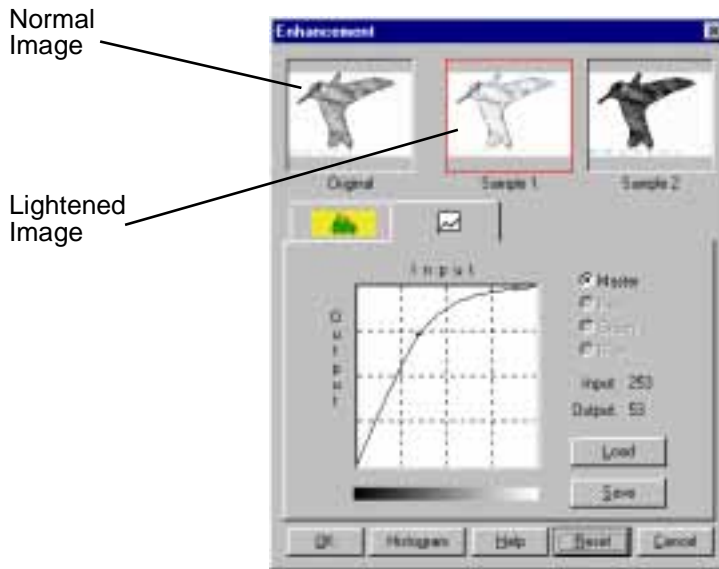 Normal
Image
Enhancement
Original
Sample 1
Sample 2
Lightened
Image
Input
Output
Master
Input 253
Output 53
Load
Save
OK
Histogram
Help
Reset
Cancel